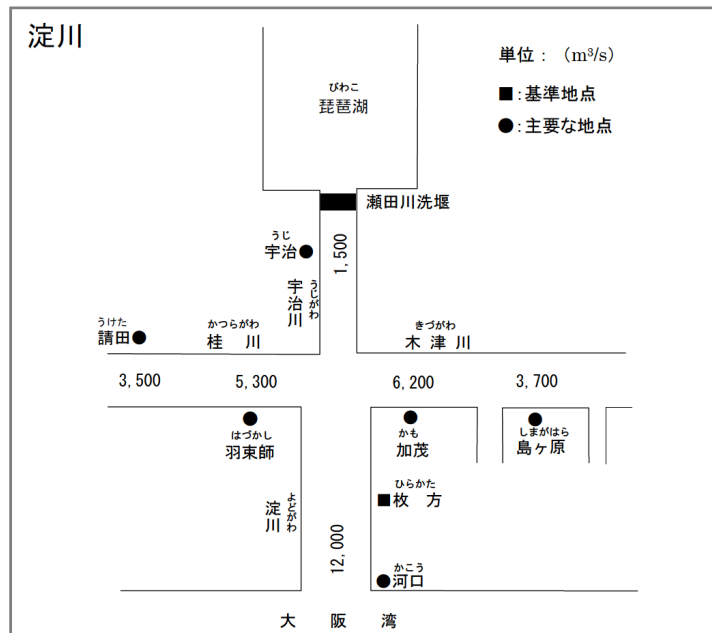 淀川
単位：（m³/s）
■：基準地点
●：主要な地点
びわこ
琵琶湖
瀬田川洗堰
うじ
宇治●
1,500
宇治川
うじがわ
うけた
請田●
かつらがわ
桂 川
きづがわ
木 津 川
3,500
5,300
6,200
3,700
はづかし
羽束師
かも
加茂
しまがはら
島ヶ原
ひらかた
■枚 方
淀川
よどがわ
12,000
かこう
●河口
大 阪 湾